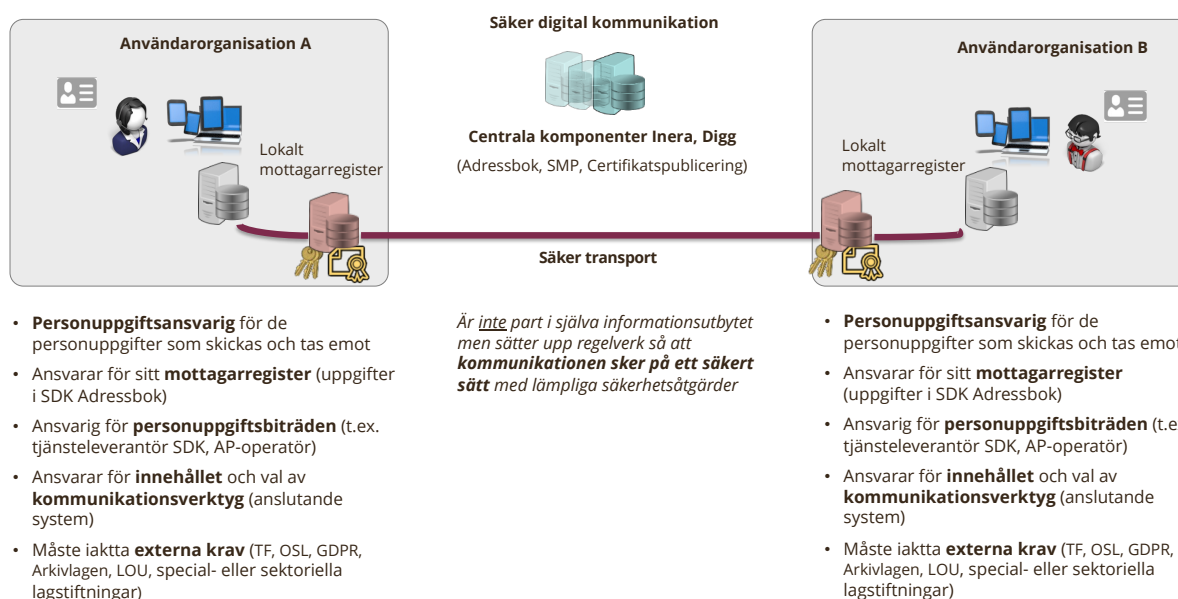 Användarorganisation A
Lokalt
mottagarregister
Säker digital kommunikation
Centrala komponenter Inera, Digg
(Adressbok, SMP, Certifikatspublicering)
Säker transport
Användarorganisation B
Lokalt
mottagarregister
• Personuppgiftsansvarig för de
personuppgifter som skickas och tas emot
• Ansvarar för sitt mottagarregister (uppgifter
i SDK Adressbok)
• Ansvarig för personuppgiftsbiträden (t.ex.
tjänsteleverantör SDK, AP-operatör)
• Ansvarar för innehållet och val av
kommunikationsverktyg (anslutande
system)
• Måste iaktta externa krav (TF, OSL, GDPR,
Arkivlagen, LOU, special- eller sektoriella
lagstiftningar)
Är inte part i själva informationsutbytet
men sätter upp regelverk så att
kommunikationen sker på ett säkert
sätt med lämpliga säkerhetsåtgärder
• Personuppgiftsansvarig för de
personuppgifter som skickas och tas emot
• Ansvarar för sitt mottagarregister
(uppgifter i SDK Adressbok)
• Ansvarig för personuppgiftsbiträden (t.e
tjänsteleverantör SDK, AP-operatör)
• Ansvarar för innehållet och val av
kommunikationsverktyg (anslutande
system)
• Måste iaktta externa krav (TF, OSL, GDPR,
Arkivlagen, LOU, special- eller sektoriella
lagstiftningar)